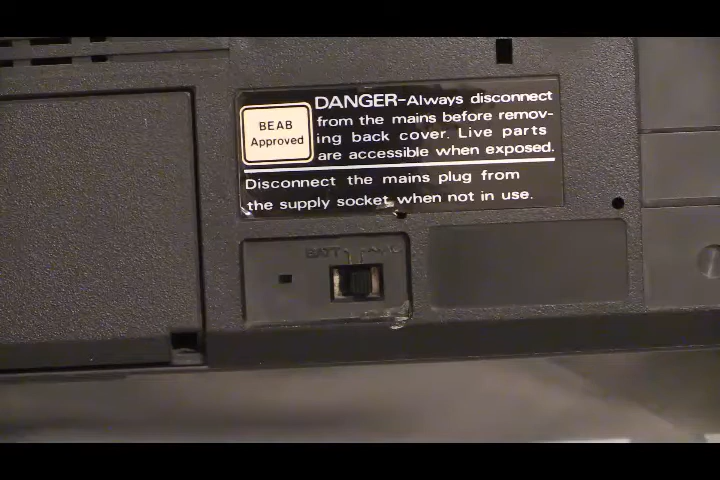 BEAB
Approved
DANGER-Always disconnect
from the mains before remov-
ing back cover. Live parts
are accessible when exposed.
Disconnect the mains plug from
the supply socket when not in use.
BATT